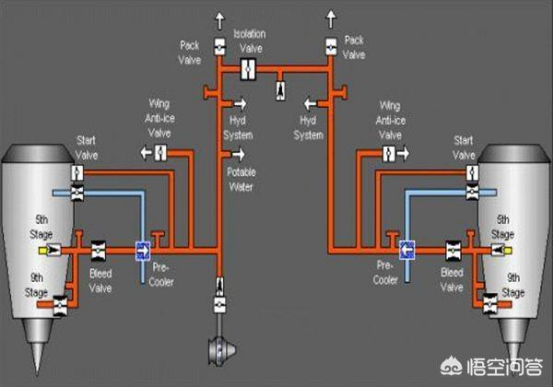 Pack
Valve
Isolation
Valve
Pack
Valve
Wing
Anti-ice
Valve
Hyd
System
Hyd
System
Wing
Anti-ice
Valve
Start
Valve
Potable
Water
Start
Valve
5th
Stage
9th
Stage
Bleed
Valve
Pre-
Cooler
Pre-
Cooler
Bleed
Valve
5th
Stage
9th
Stage
悟空问答